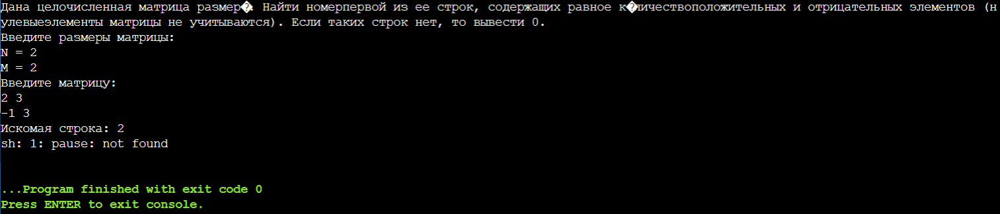 Дана целочисленная матрица размер�. Найти номерпервой из ее строк, содержащих равное к�личествоположительных и отрицательных элементов (н
улевыеэлементы матрицы не учитываются). Если таких строк нет, то вывести 0.
Введите размеры матрицы:
N = 2
M = 2
Введите матрицу:
2 3
-1 3
Искомая строка: 2
sh: 1: pause: not found
...Program finished with exit code 0
Press ENTER to exit console.